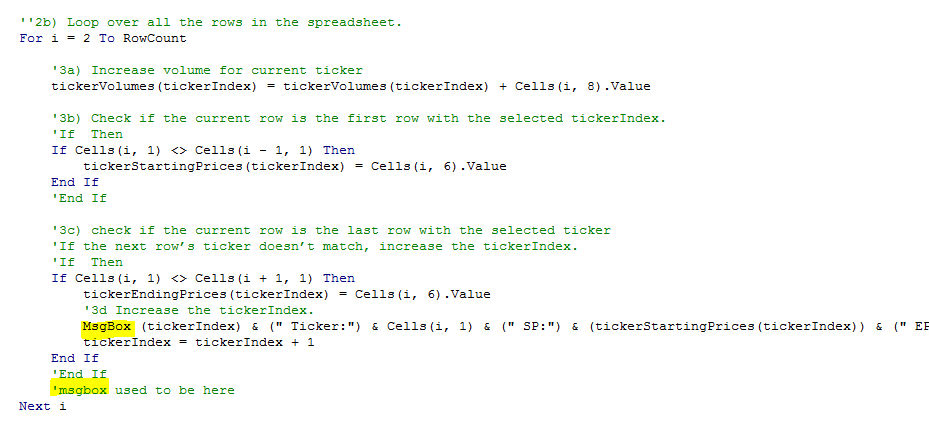 ''2b) Loop over all the rows in the spreadsheet.
For i = 2 To RowCount
'3a) Increase volume for current ticker
tickerVolumes(tickerIndex) = tickerVolumes(tickerIndex) + Cells(i, 8).Value
'3b) Check if the current row is the first row with the selected tickerIndex.
'If  Then
If Cells(i, 1) <> Cells(i - 1, 1) Then
tickerStartingPrices(tickerIndex) = Cells(i, 6).Value
End If
'End If
'3c) check if the current row is the last row with the selected ticker
'If the next row’s ticker doesn’t match, increase the tickerIndex.
'If  Then
If Cells(i, 1) <> Cells(i + 1, 1) Then
tickerEndingPrices(tickerIndex) = Cells(i, 6).Value
'3d Increase the tickerIndex.
MsgBox (tickerIndex) & (" Ticker:") & Cells(i, 1) & (" SP:") & (tickerStartingPrices(tickerIndex)) & (" EP
tickerIndex = tickerIndex + 1
End If
'End If
'msgbox used to be here
Next i